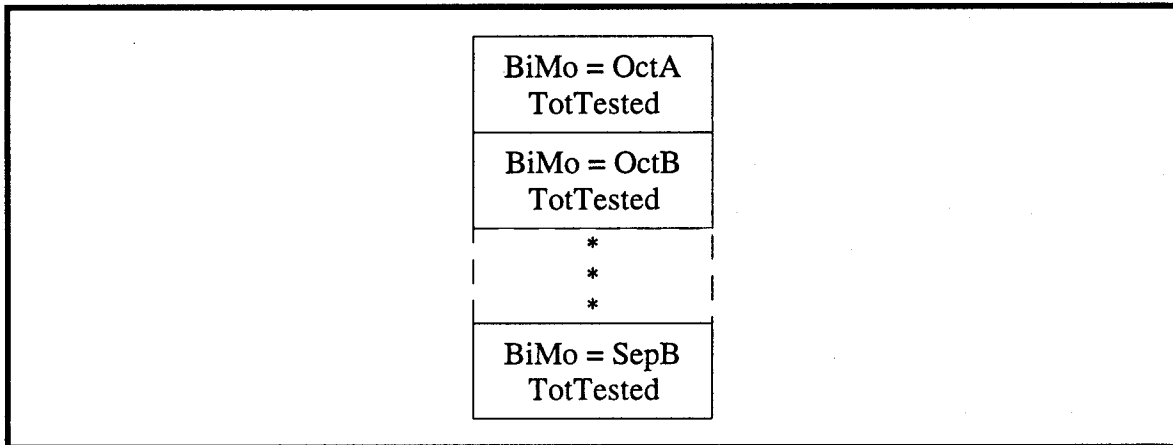 BiMo = OctA
TotTested
BiMo = OctB
TotTested
*
*
*
BiMo = SepB
TotTested